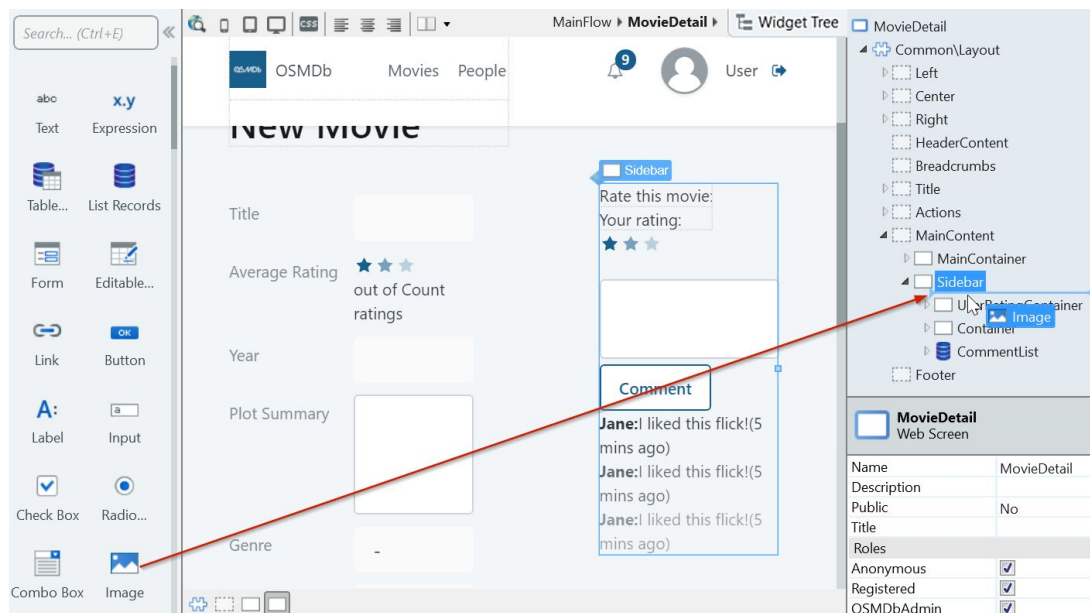 Search... (Ctrl+E)
abc
Text
x.y
Expression
Table...
List Records
Form
Editable...
Link
OK
Button
A:
Label
a
Input
Check Box
Radio...
Combo Box
Image
CSS
MainFlow MovieDetail
Widget Tree
OSMDb
OSMDb
Movies
People
9
User
New Movie
Title
Average Rating
out of Count
ratings
Year
Plot Summary
Genre
-
Sidebar
Rate this movie:
Your rating:
Comment
Jane:I liked this flick!(5
mins ago)
Jane:I liked this flick!(5
mins ago)
Jane:I liked this flick!(5
mins ago)
MovieDetail
Common\Layout
Left
Center
Right
HeaderContent
Breadcrumbs
Title
Actions
MainContent
MainContainer
Sidebar
UserRatingContainer
Image
Container
CommentList
Footer
MovieDetail
Web Screen
Name MovieDetail
Description
Public No
Title
Roles
Anonymous
Registered
OSMDbAdmin